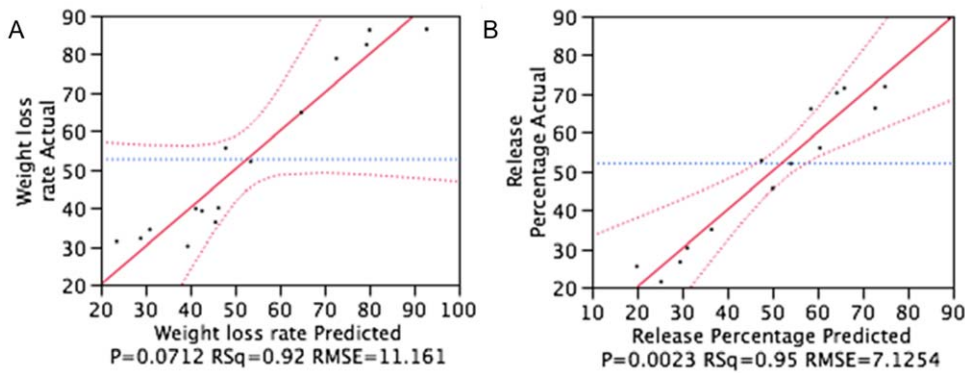 A
Weight loss
rate Actual
90
80
70
60
50
40
30
20
20 30 40 50 60 70 80 90 100
Weight loss rate Predicted
P=0.0712 RSq=0.92 RMSE=11.161
B
Release
Percentage Actual
90
80
70
60
50
40
30
20
10 20 30 40 50 60 70 80 90
Release Percentage Predicted
P=0.0023 RSq=0.95 RMSE=7.1254